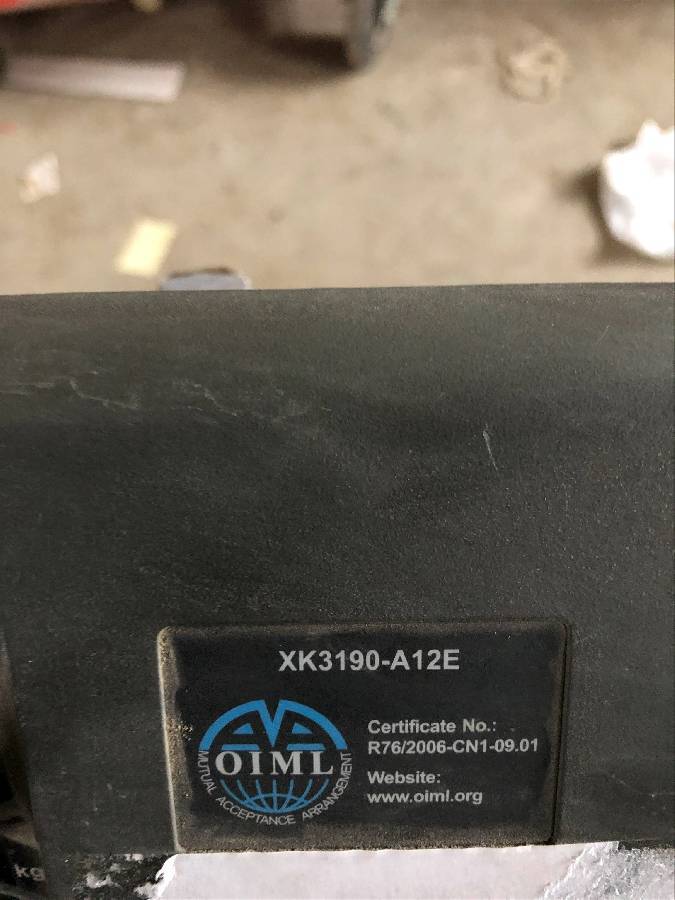 XK3190-A12E
Certificate No.:
R76/2006-CN1-09.01
OIML
MUTUAL ACCEPTANCE ARRANGEMENT
Website:
www.oiml.org
kg